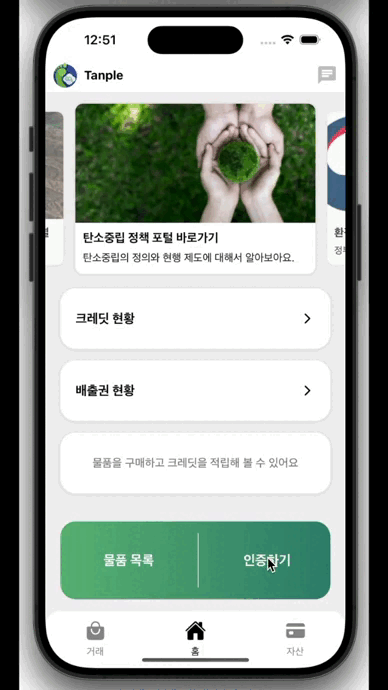 12:51
Tanple
탄소중립 정책 포털 바로가기
탄소중립의 정의와 현행 제도에 대해서 알아보아요.
크레딧 현황
배출권 현황
물품을 구매하고 크레딧을 적립해 볼 수 있어요
물품 목록
인증하기
거래
홈
자산